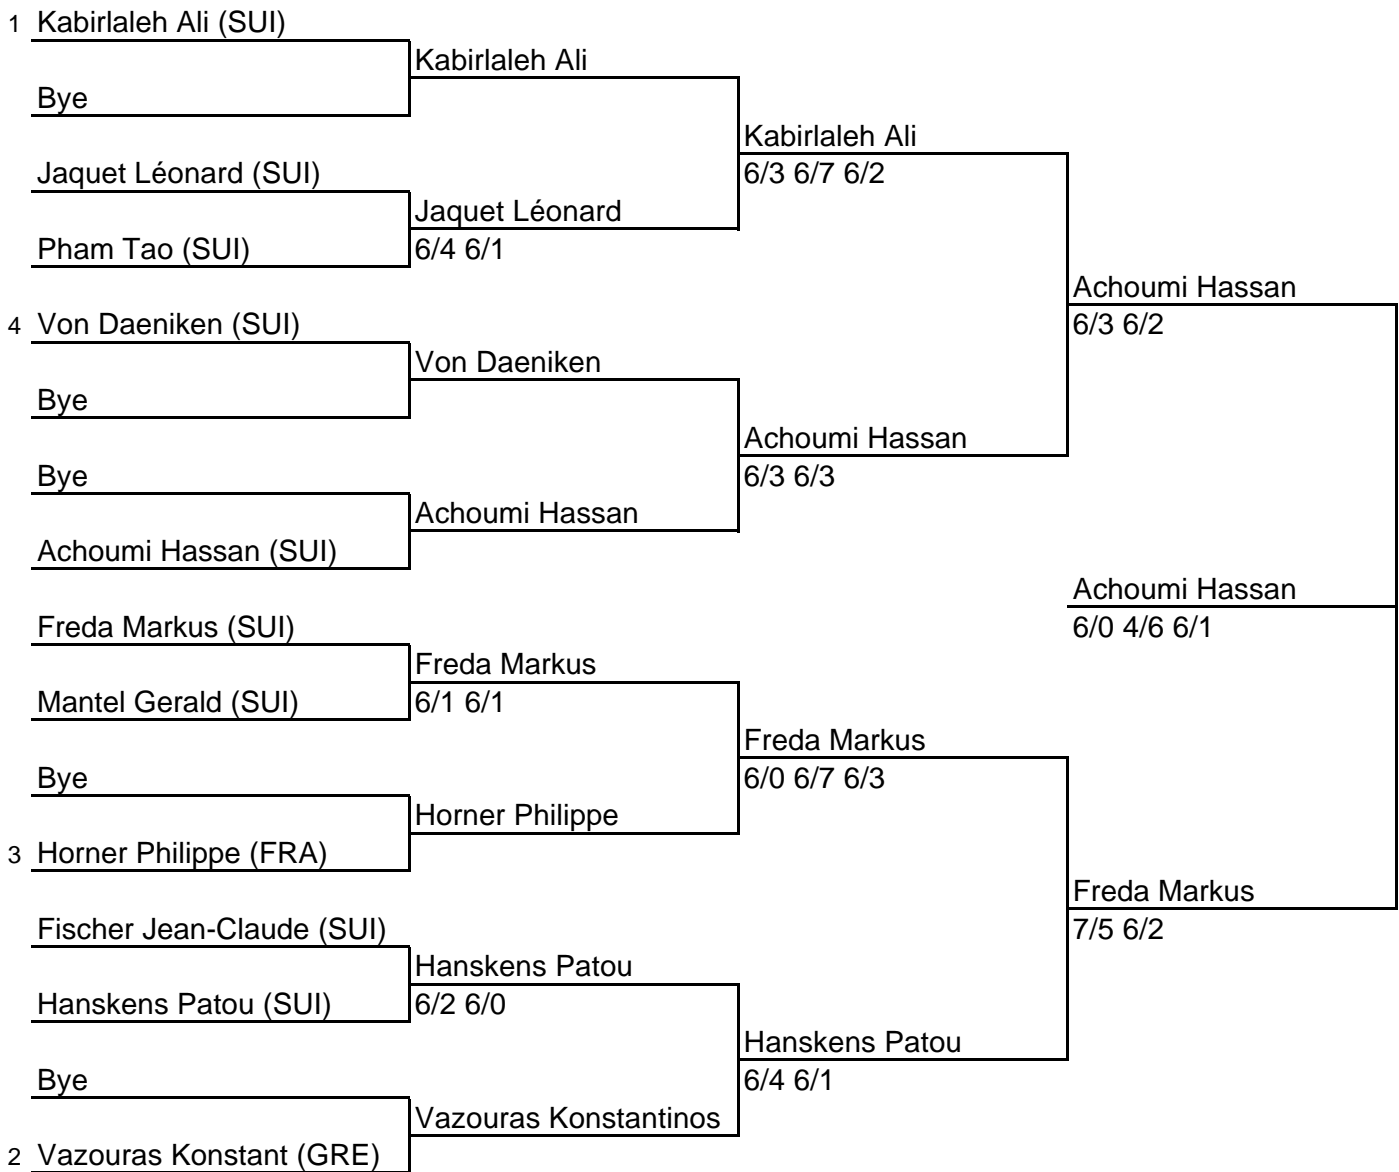 1 Kabirlaleh Ali (SUI)
Kabirlaleh Ali
Bye
Kabirlaleh Ali
6/3 6/7 6/2
Jaquet Léonard (SUI)
Jaquet Léonard
6/4 6/1
Pham Tao (SUI)
Achoumi Hassan
6/3 6/2
4 Von Daeniken (SUI)
Von Daeniken
Bye
Achoumi Hassan
6/3 6/3
Bye
Achoumi Hassan
Achoumi Hassan (SUI)
Achoumi Hassan
6/0 4/6 6/1
Freda Markus (SUI)
Freda Markus
6/1 6/1
Mantel Gerald (SUI)
Freda Markus
6/0 6/7 6/3
Bye
Horner Philippe
3 Horner Philippe (FRA)
Freda Markus
7/5 6/2
Fischer Jean-Claude (SUI)
Hanskens Patou
6/2 6/0
Hanskens Patou (SUI)
Hanskens Patou
6/4 6/1
Bye
Vazouras Konstantinos
2 Vazouras Konstant (GRE)